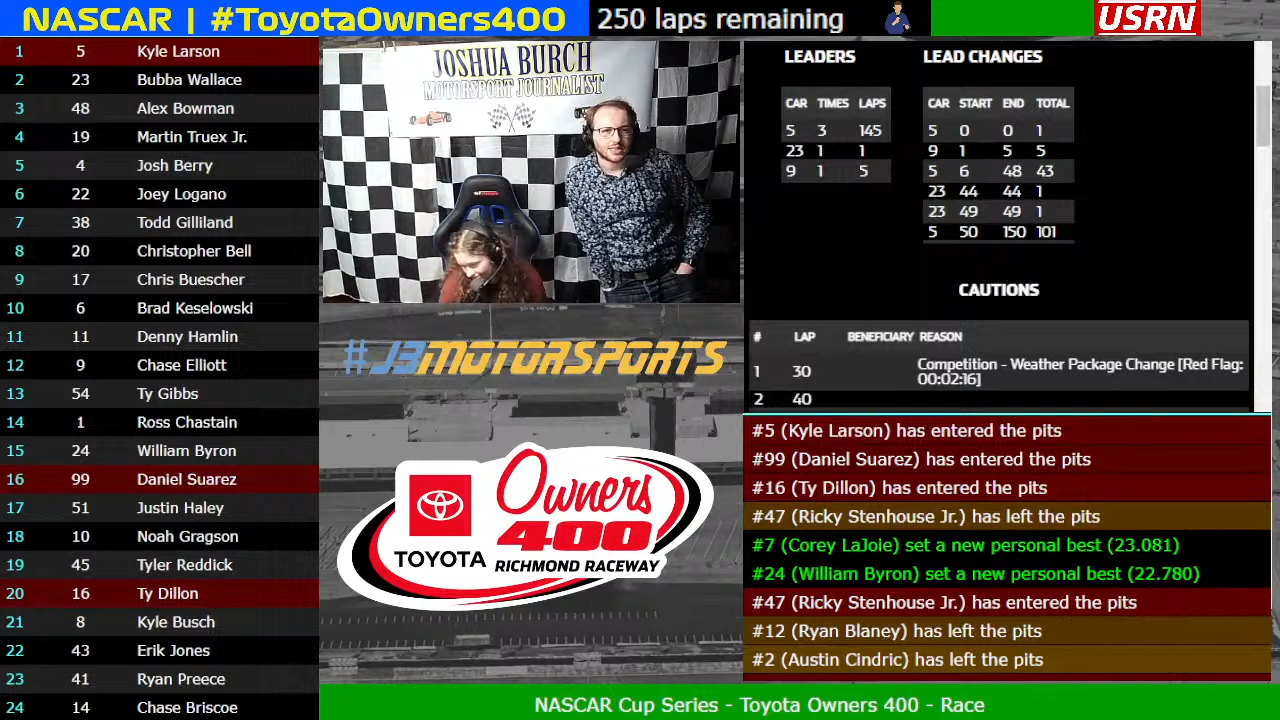 NASCAR | #ToyotaOwners400
250 laps remaining
USRN
1 5 Kyle Larson
2 23 Bubba Wallace
3 48 Alex Bowman
4 19 Martin Truex Jr.
5 4 Josh Berry
6 22 Joey Logano
7 38 Todd Gilliland
8 20 Christopher Bell
9 17 Chris Buescher
10 6 Brad Keselowski
11 11 Denny Hamlin
12 9 Chase Elliott
13 54 Ty Gibbs
14 1 Ross Chastain
15 24 William Byron
16 99 Daniel Suarez
17 51 Justin Haley
18 10 Noah Gragson
19 45 Tyler Reddick
20 16 Ty Dillon
21 8 Kyle Busch
22 43 Erik Jones
23 41 Ryan Preece
24 14 Chase Briscoe
JOSHUA BURCH
MOTORSPORT JOURNALIST
#JBMOTORSPORTS
Owners
400
TOYOTA
RICHMOND RACEWAY
LEADERS
CAR TIMES LAPS
5 3 145
23 1 1
9 1 5
LEAD CHANGES
CAR START END TOTAL
5 0 0 1
9 1 5 5
5 6 48 43
23 44 44 1
23 49 49 1
5 50 150 101
CAUTIONS
# LAP BENEFICIARY REASON
1 30 Competition - Weather Package Change [Red Flag:
00:02:16]
2 40
#5 (Kyle Larson) has entered the pits
#99 (Daniel Suarez) has entered the pits
#16 (Ty Dillon) has entered the pits
#47 (Ricky Stenhouse Jr.) has left the pits
#7 (Corey LaJoie) set a new personal best (23.081)
#24 (William Byron) set a new personal best (22.780)
#47 (Ricky Stenhouse Jr.) has entered the pits
#12 (Ryan Blaney) has left the pits
#2 (Austin Cindric) has left the pits
NASCAR Cup Series - Toyota Owners 400 - Race